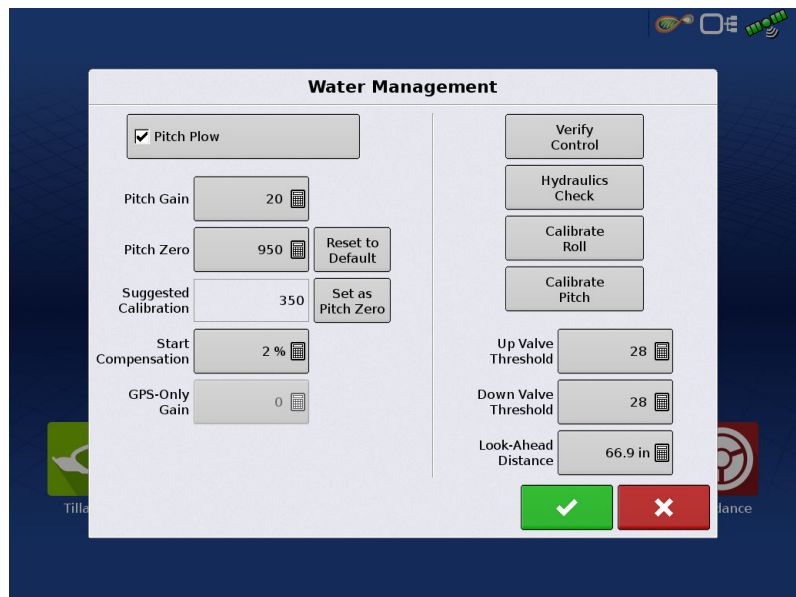 Water Management
Pitch Plow
Pitch Gain
20
Pitch Zero
950
Reset to
Default
Suggested
Calibration
350
Set as
Pitch Zero
Start
Compensation
2 %
GPS-Only
Gain
0
Verify
Control
Hydraulics
Check
Calibrate
Roll
Calibrate
Pitch
Up Valve
Threshold
28
Down Valve
Threshold
28
Look-Ahead
Distance
66.9 in
Tilla
dance